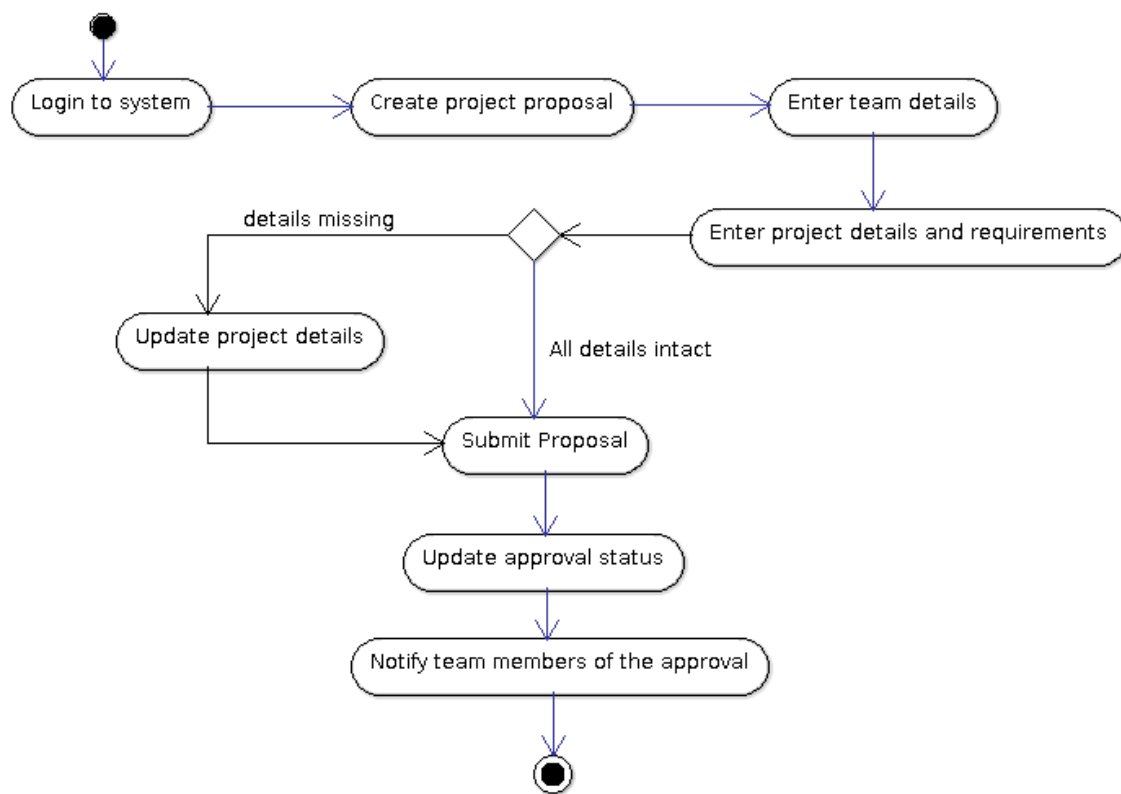 Login to system
Create project proposal
Enter team details
details missing
Enter project details and requirements
Update project details
All details intact
Submit Proposal
Update approval status
Notify team members of the approval